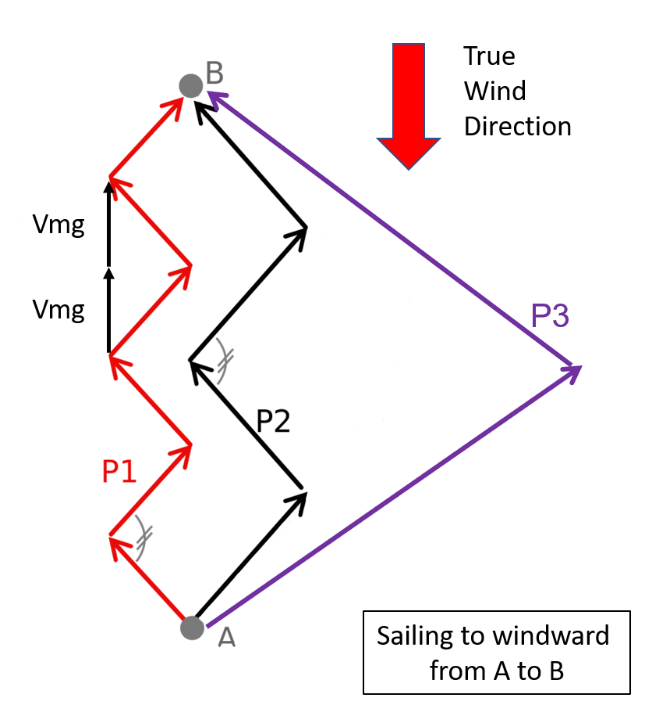 B
True
Wind
Direction
Vmg
Vmg
P3
P2
P1
A
Sailing to windward
from A to B